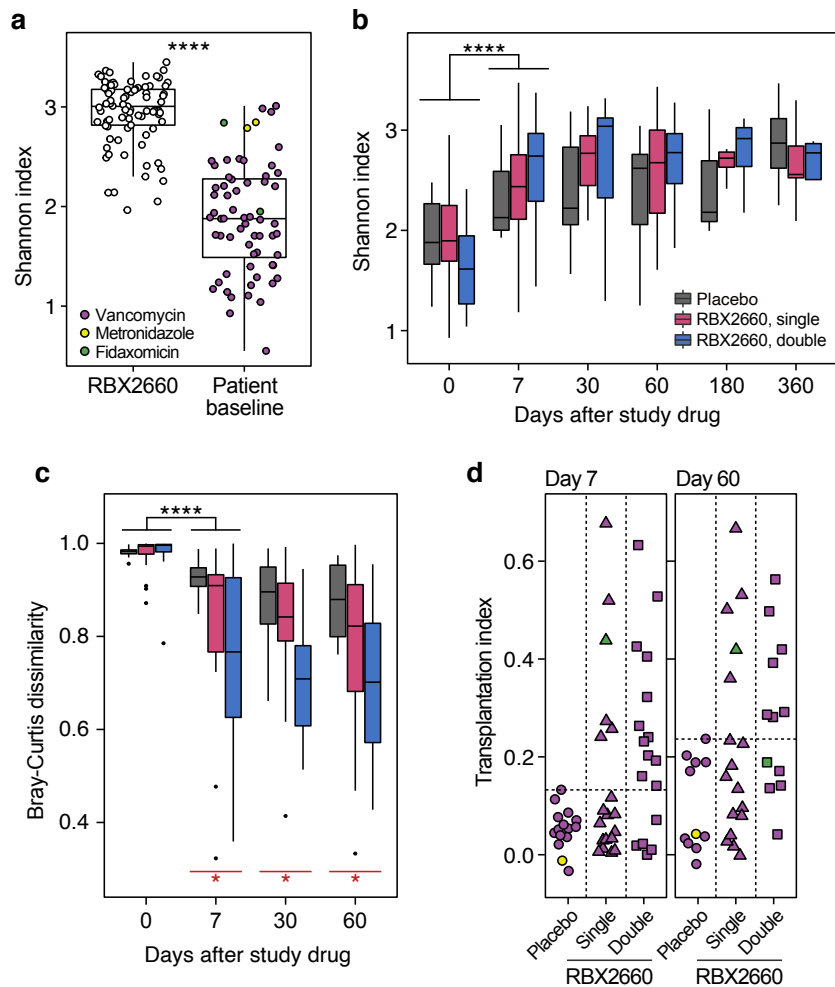 a
****
Shannon index
3
2
1
Vancomycin
Metronidazole
Fidaxomicin
RBX2660
Patient
baseline
b
****
Shannon index
3
2
1
Placebo
RBX2660, single
RBX2660, double
0 7 30 60 180 360
Days after study drug
c
****
Bray-Curtis dissimilarity
1.0
0.8
0.6
0.4
* * *
0 7 30 60
Days after study drug
d
Day 7 Day 60
Transplantation index
0.6
0.4
0.2
0.0
Placebo Single Double Placebo Single Double
RBX2660 RBX2660